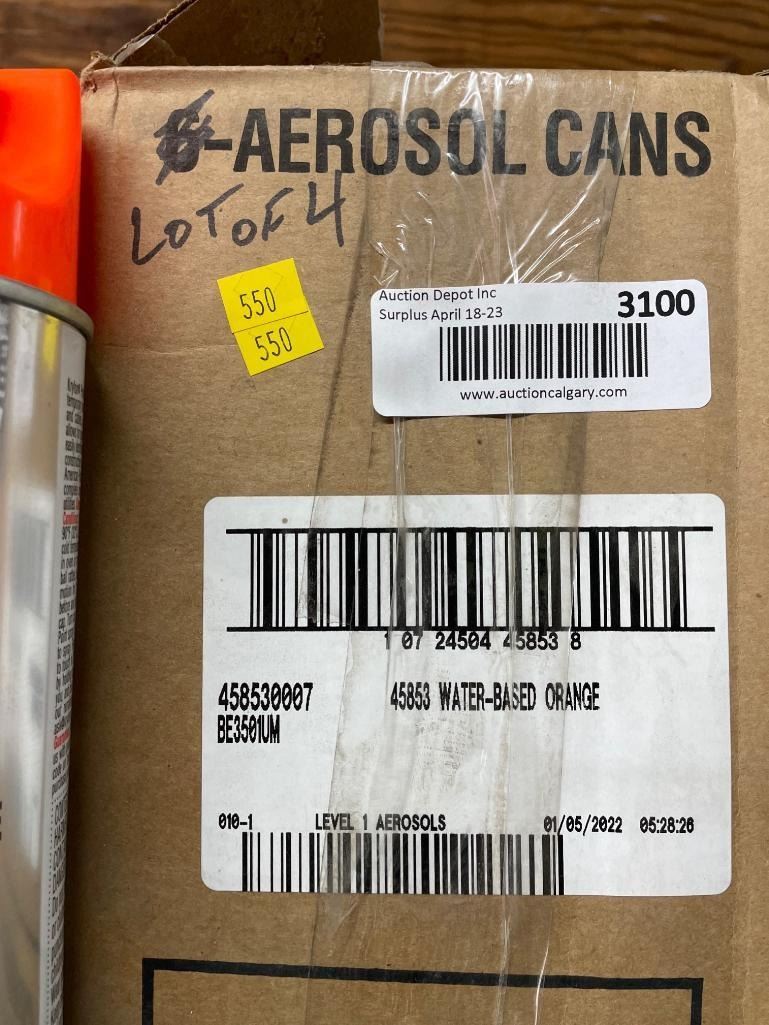 6-AEROSOL CANS
LOT OF 4
550
550
Auction Depot Inc
Surplus April 18-23
3100
www.auctioncalgary.com
1 07 24504 45853 8
458530007 45853 WATER-BASED ORANGE
BE3501UM
010-1 LEVEL 1 AEROSOLS 01/05/2022 05:28:26